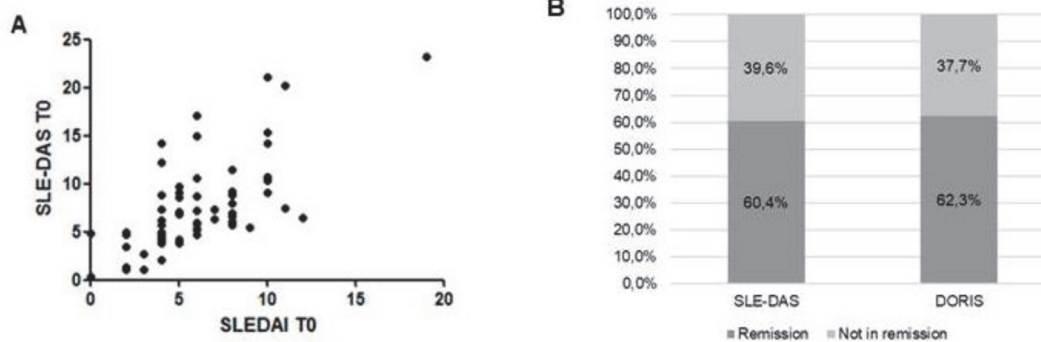 A
25
20
15
10
5
0
SLE-DAS T0
0 5 10 15 20
SLEDAI T0
B
100,0%
90,0%
80,0%
70,0%
60,0%
50,0%
40,0%
30,0%
20,0%
10,0%
0,0%
39,6% 37,7%
60,4% 62,3%
SLE-DAS DORIS
Remission Not in remission